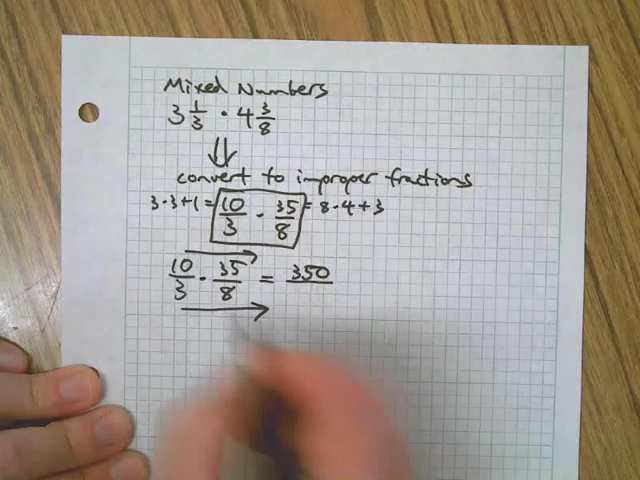 Mixed Numbers
3 1/3 · 4 3/8
convert to improper fractions
3·3+1 = 10/3 · 35/8 = 8·4+3
10/3 · 35/8 = 350